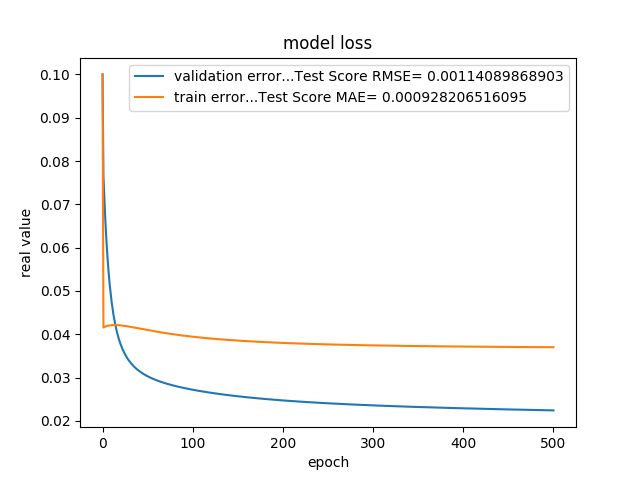 model loss
validation error...Test Score RMSE= 0.00114089868903
train error...Test Score MAE= 0.000928206516095
0.10
0.09
0.08
0.07
0.06
0.05
0.04
0.03
0.02
real value
0 100 200 300 400 500
epoch